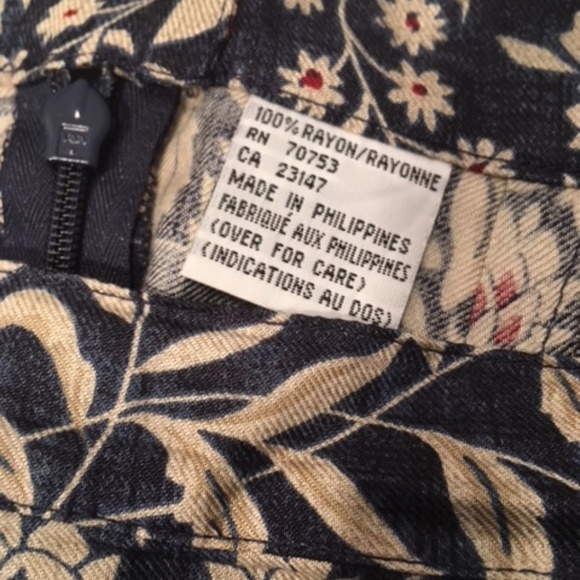 100% RAYON/RAYONNE
RN 70753
CA 23147
MADE IN PHILIPPINES
FABRIQUÉ AUX PHILIPPINES
(OVER FOR CARE)
(INDICATIONS AU DOS)